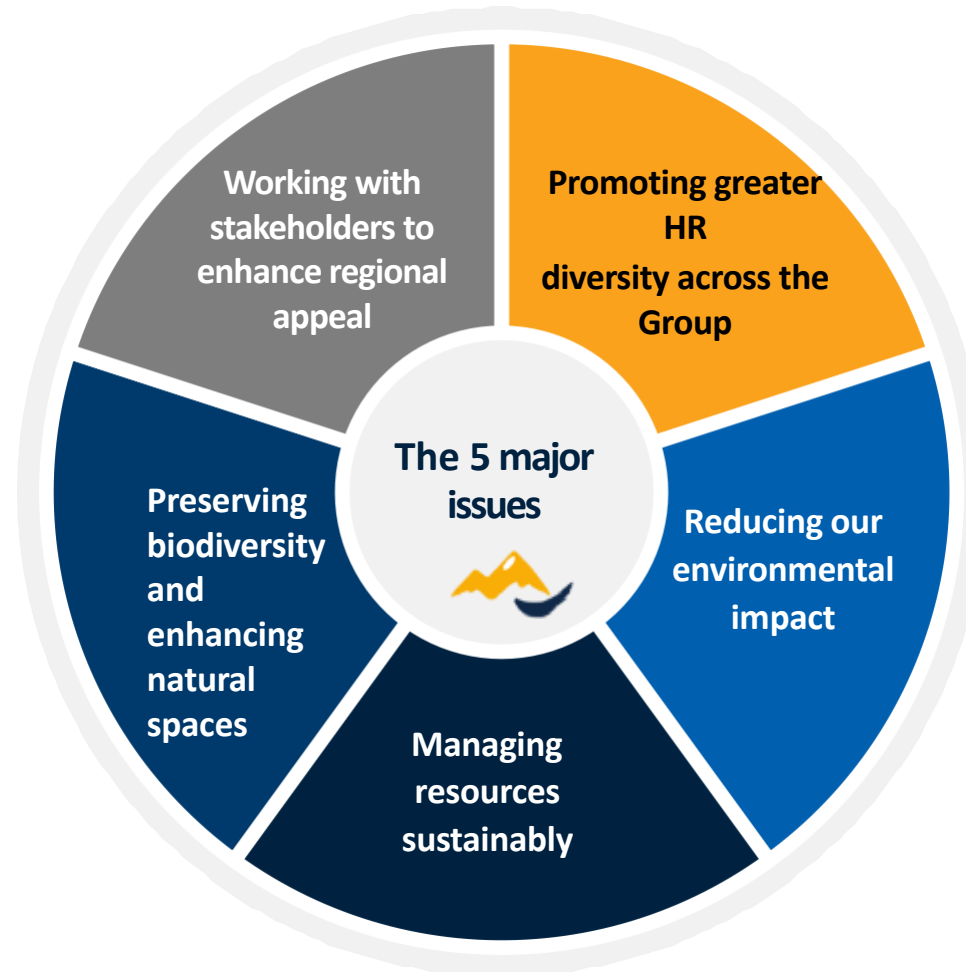 Working with
stakeholders to
enhance regional
appeal
Promoting greater
HR
diversity across the
Group
The 5 major
issues
Preserving
biodiversity
and
enhancing
natural
spaces
Reducing our
environmental
impact
Managing
resources
sustainably